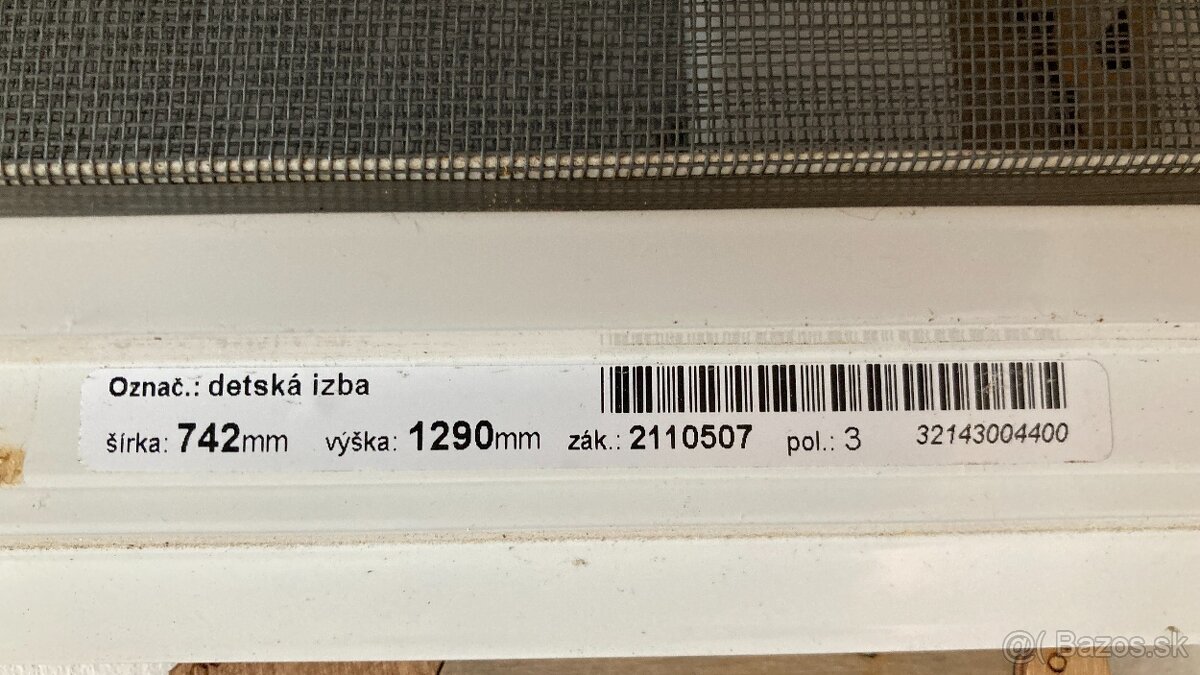 Označ.: detská izba
šírka: 742mm výška: 1290mm zák.: 2110507 pol.: 3 32143004400
@( Bazos.sk